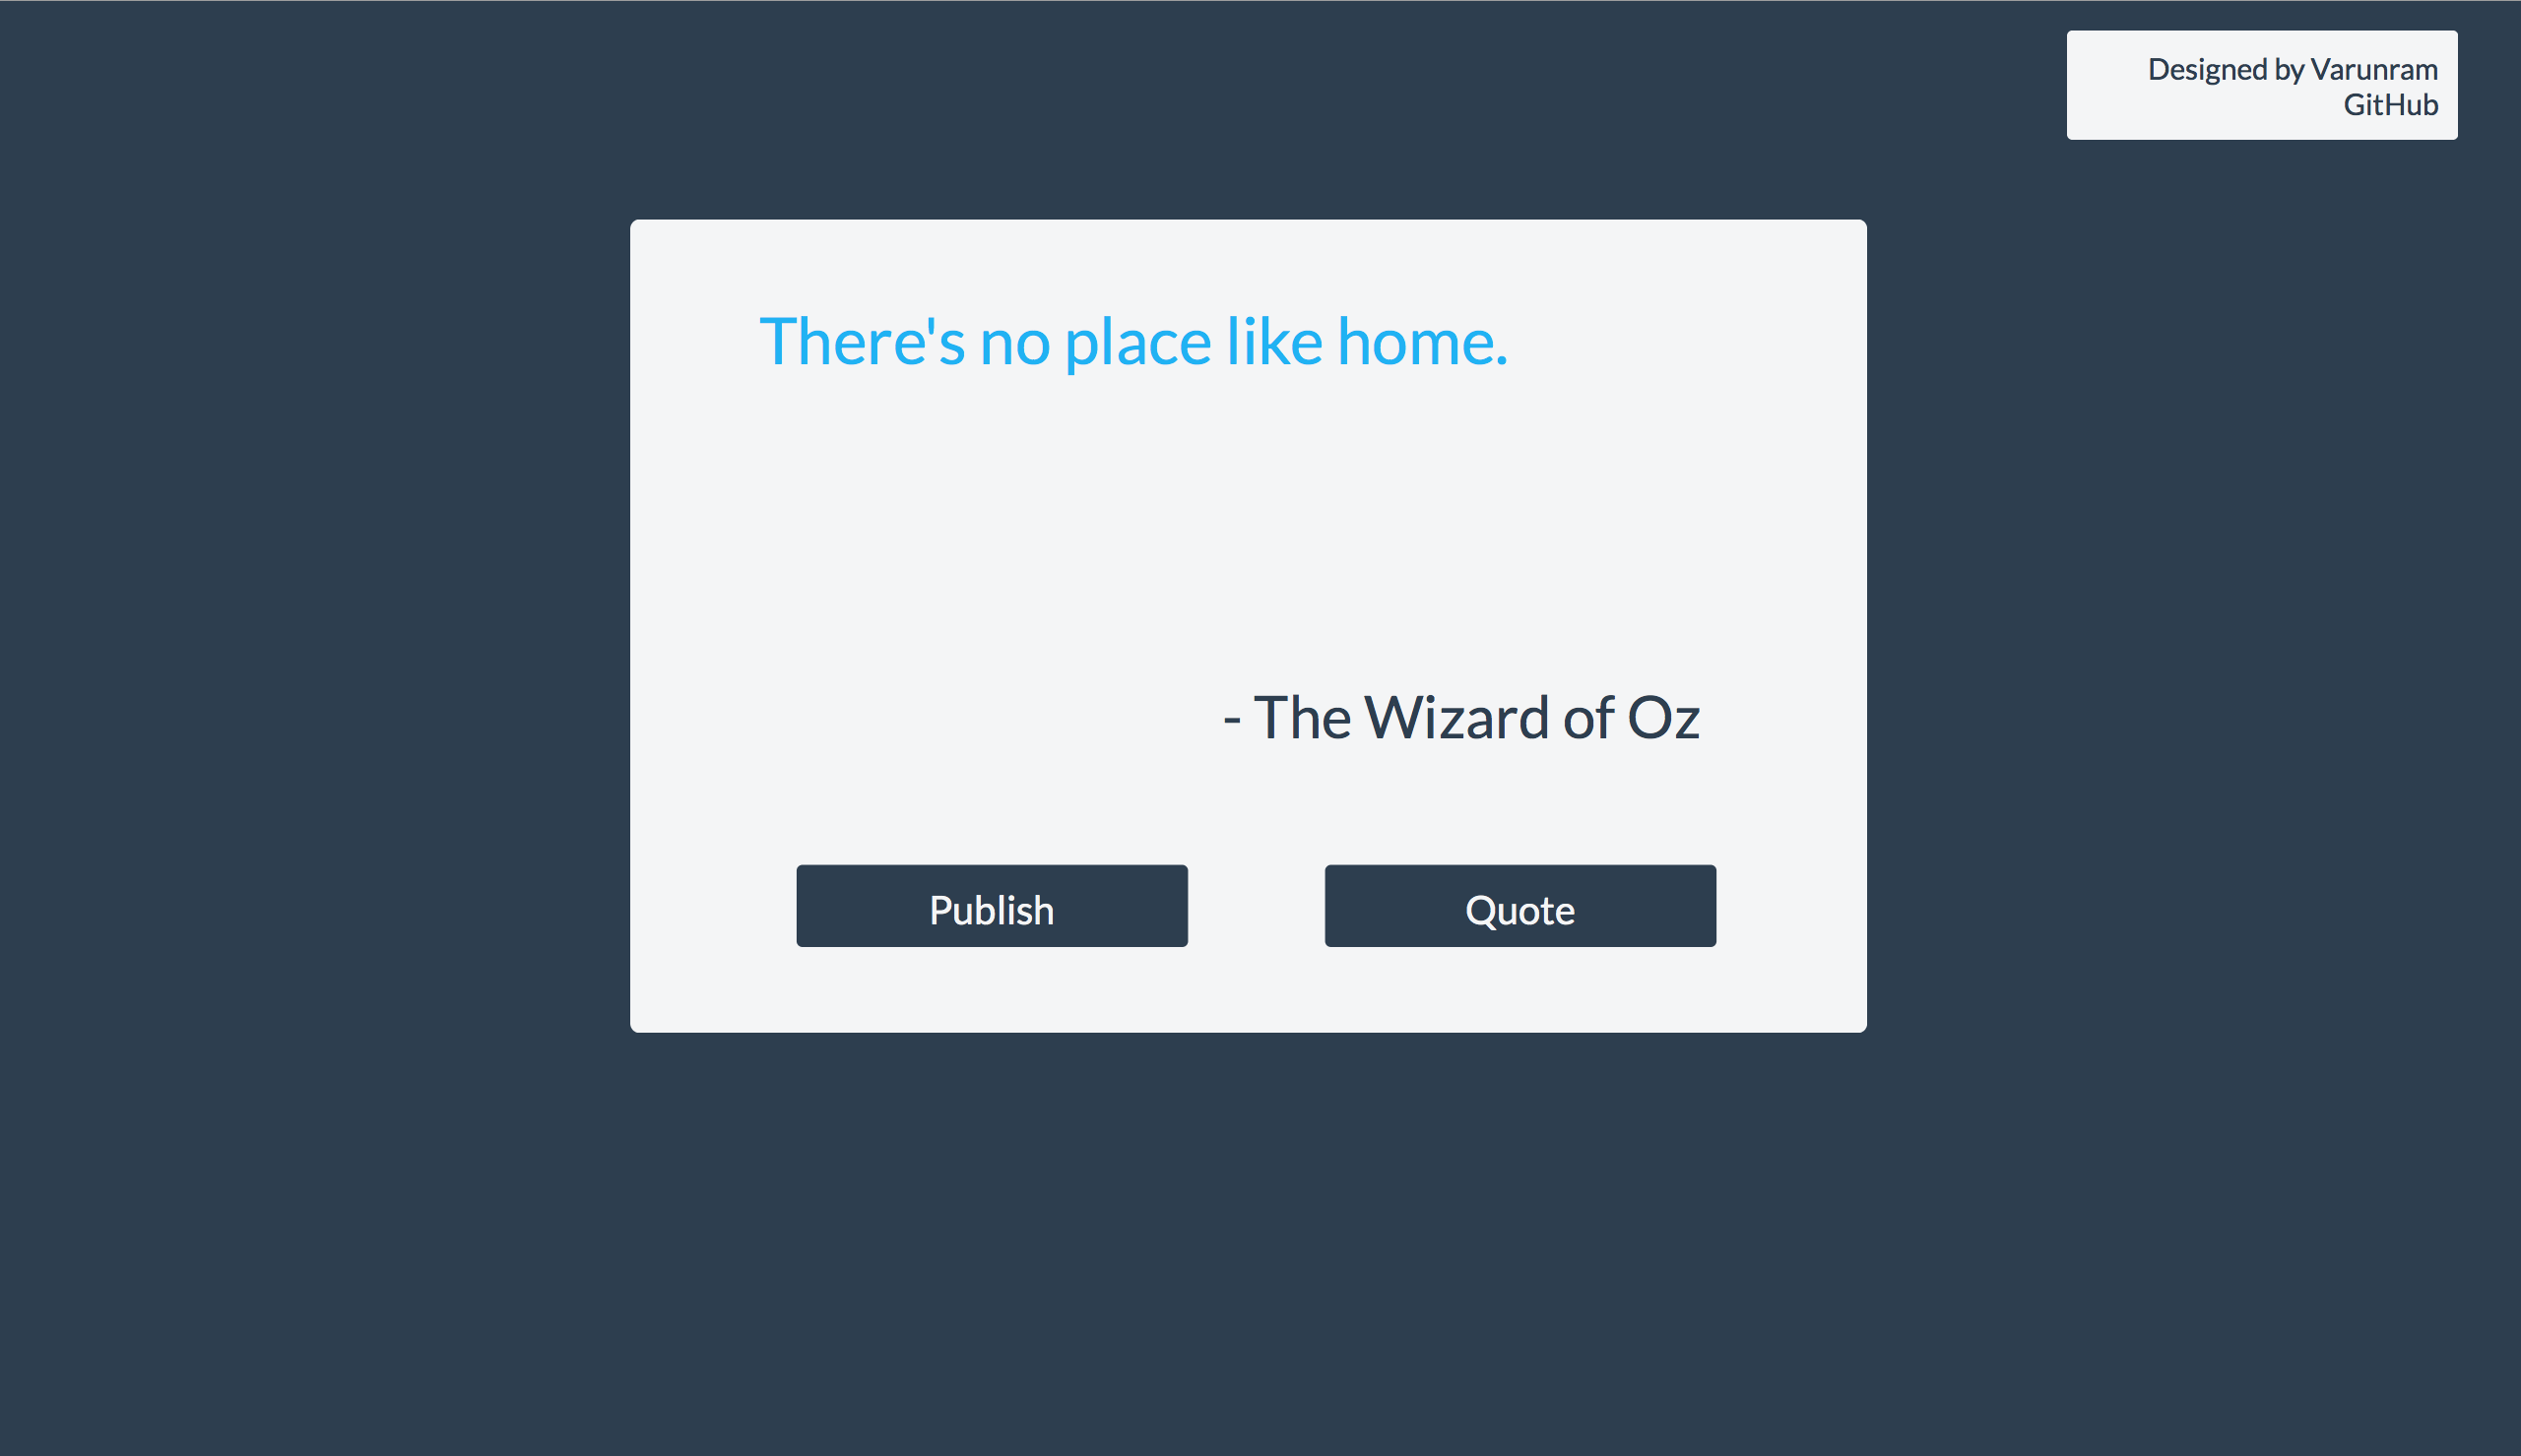 Designed by Varunram
GitHub
There's no place like home.
- The Wizard of Oz
Publish
Quote